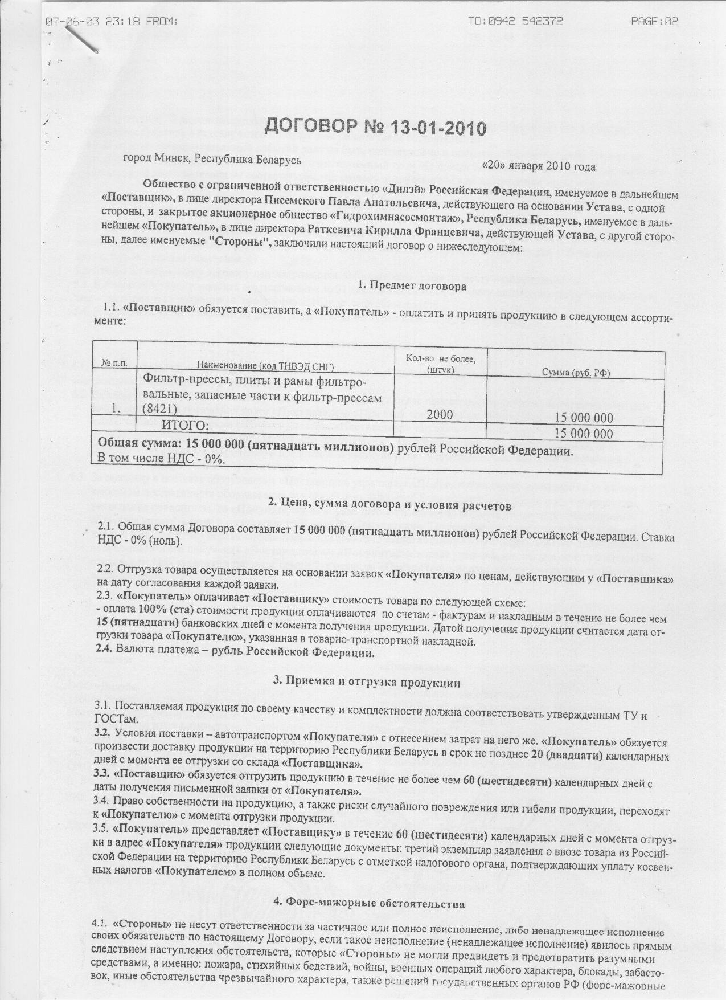 07-06-03 23:18 FROM: TO:0942 542372 PAGE:02
ДОГОВОР № 13-01-2010
город Минск, Республика Беларусь
«20» января 2010 года
Общество с ограниченной ответственностью «Дилэй» Российская Федерация, именуемое в дальнейшем
«Поставщик», в лице директора Писемского Павла Анатольевича, действующего на основании Устава, с одной
стороны, и закрытое акционерное общество «Гидрохимнасосмонтаж», Республика Беларусь, именуемое в даль-
нейшем «Покупатель», в лице директора Раткевича Кирилла Францевича, действующей Устава, с другой сторо-
ны, далее именуемые "Стороны", заключили настоящий договор о нижеследующем:
1. Предмет договора
1.1. «Поставщик» обязуется поставить, а «Покупатель» - оплатить и принять продукцию в следующем ассорти-
менте:
№ п.п. Наименование (код ТНВЭД СНГ) Кол-во не более, (штук) Сумма (руб. РФ)
Фильтр-прессы, плиты и рамы фильтро-
вальные, запасные части к фильтр-прессам
1. (8421) 2000 15 000 000
ИТОГО: 15 000 000
Общая сумма: 15 000 000 (пятнадцать миллионов) рублей Российской Федерации.
В том числе НДС - 0%.
2. Цена, сумма договора и условия расчетов
2.1. Общая сумма Договора составляет 15 000 000 (пятнадцать миллионов) рублей Российской Федерации. Ставка
НДС - 0% (ноль).
2.2. Отгрузка товара осуществляется на основании заявок «Покупателя» по ценам, действующим у «Поставщика»
на дату согласования каждой заявки.
2.3. «Покупатель» оплачивает «Поставщику» стоимость товара по следующей схеме:
- оплата 100% (ста) стоимости продукции оплачиваются по счетам - фактурам и накладным в течение не более чем
15 (пятнадцати) банковских дней с момента получения продукции. Датой получения продукции считается дата от-
грузки товара «Покупателю», указанная в товарно-транспортной накладной.
2.4. Валюта платежа – рубль Российской Федерации.
3. Приемка и отгрузка продукции
3.1. Поставляемая продукция по своему качеству и комплектности должна соответствовать утвержденным ТУ и
ГОСТам.
3.2. Условия поставки – автотранспортом «Покупателя» с отнесением затрат на него же. «Покупатель» обязуется
произвести доставку продукции на территорию Республики Беларусь в срок не позднее 20 (двадцати) календарных
дней с момента ее отгрузки со склада «Поставщика».
3.3. «Поставщик» обязуется отгрузить продукцию в течение не более чем 60 (шестидесяти) календарных дней с
даты получения письменной заявки от «Покупателя».
3.4. Право собственности на продукцию, а также риски случайного повреждения или гибели продукции, переходят
к «Покупателю» с момента отгрузки продукции.
3.5. «Покупатель» представляет «Поставщику» в течение 60 (шестидесяти) календарных дней с момента отгруз-
ки в адрес «Покупателя» продукции следующие документы: третий экземпляр заявления о ввозе товара из Россий-
ской Федерации на территорию Республики Беларусь с отметкой налогового органа, подтверждающих уплату косвен-
ных налогов «Покупателем» в полном объеме.
4. Форс-мажорные обстоятельства
4.1. «Стороны» не несут ответственности за частичное или полное неисполнение, либо ненадлежащее исполнение
своих обязательств по настоящему Договору, если такое неисполнение (ненадлежащее исполнение) явилось прямым
следствием наступления обстоятельств, которые «Стороны» не могли предвидеть и предотвратить разумными
средствами, а именно: пожара, стихийных бедствий, войны, военных операций любого характера, блокады, забасто-
вок, иные обстоятельства чрезвычайного характера, также решений государственных органов РФ (форс-мажорные